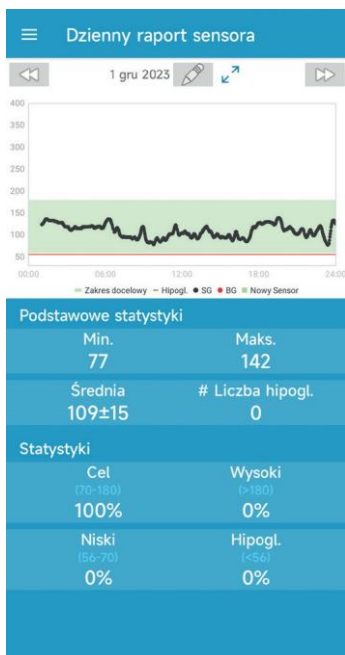 Dzienny raport sensora
1 gru 2023
400
350
300
250
200
150
100
50
00:00 06:00 12:00 18:00 24:00
Zakres docelowy Hipogl. SG BG Nowy Sensor
Podstawowe statystyki
Min. Maks.
77 142
Średnia # Liczba hipogl.
109±15 0
Statystyki
Cel Wysoki
(70-180) (>180)
100% 0%
Niski Hipogl.
(56-70) (<56)
0% 0%